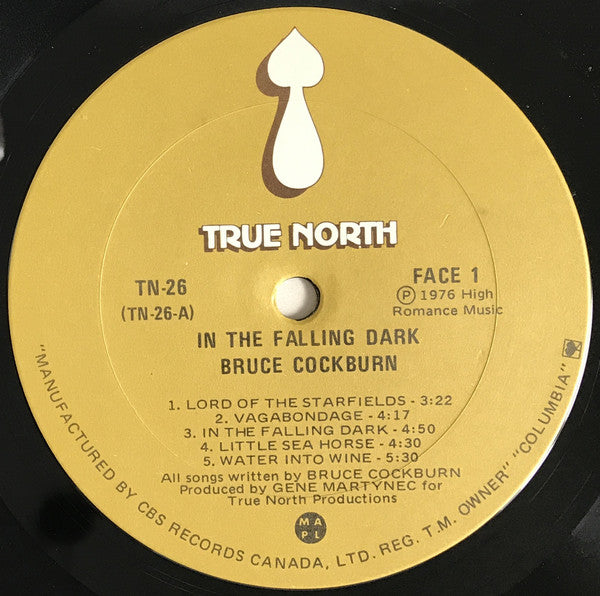 TRUE NORTH
TN-26
(TN-26-A)
FACE 1
Ⓟ 1976 High
Romance Music
IN THE FALLING DARK
BRUCE COCKBURN
1. LORD OF THE STARFIELDS - 3:22
2. VAGABONDAGE - 4:17
3. IN THE FALLING DARK - 4:50
4. LITTLE SEA HORSE - 4:30
5. WATER INTO WINE - 5:30
All songs written by BRUCE COCKBURN
Produced by GENE MARTYNEC for
True North Productions
M A
P L
"MANUFACTURED BY CBS RECORDS CANADA, LTD. REG. T.M. OWNER" "COLUMBIA"